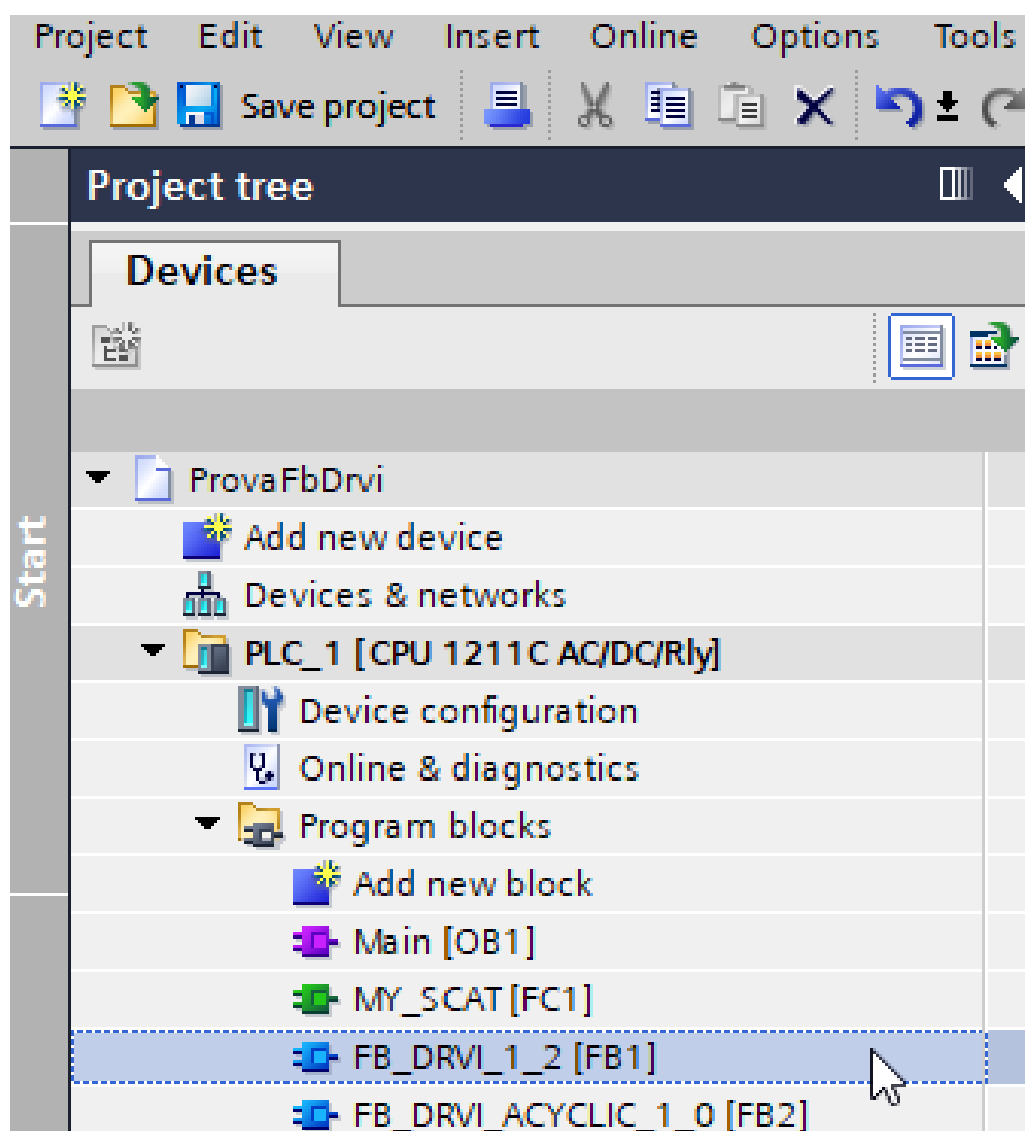 Project Edit View Insert Online Options Tools
Save project
Project tree
Devices
Start
ProvaFbDrvi
Add new device
Devices & networks
PLC_1 [CPU 1211C AC/DC/Rly]
Device configuration
Online & diagnostics
Program blocks
Add new block
Main [OB1]
MY_SCAT [FC1]
FB_DRVI_1_2 [FB1]
FB_DRVI_ACYCLIC_1_0 [FB2]